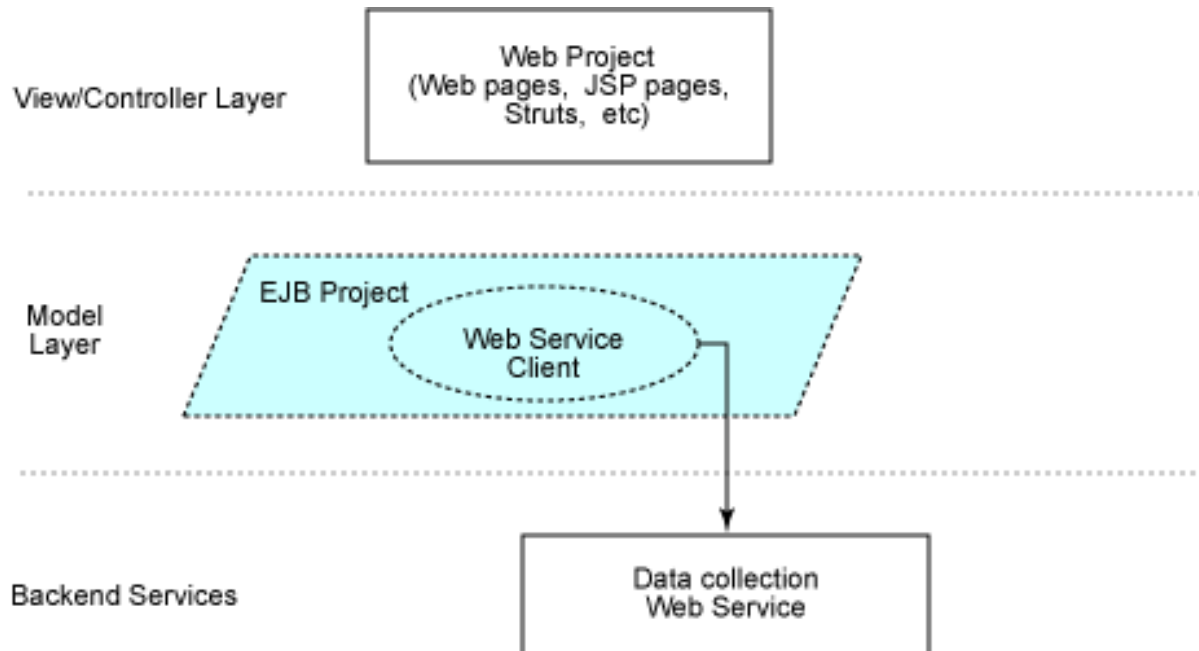 Web Project
(Web pages, JSP pages,
Struts, etc)
View/Controller Layer
EJB Project
Model
Layer
Web Service
Client
Data collection
Web Service
Backend Services